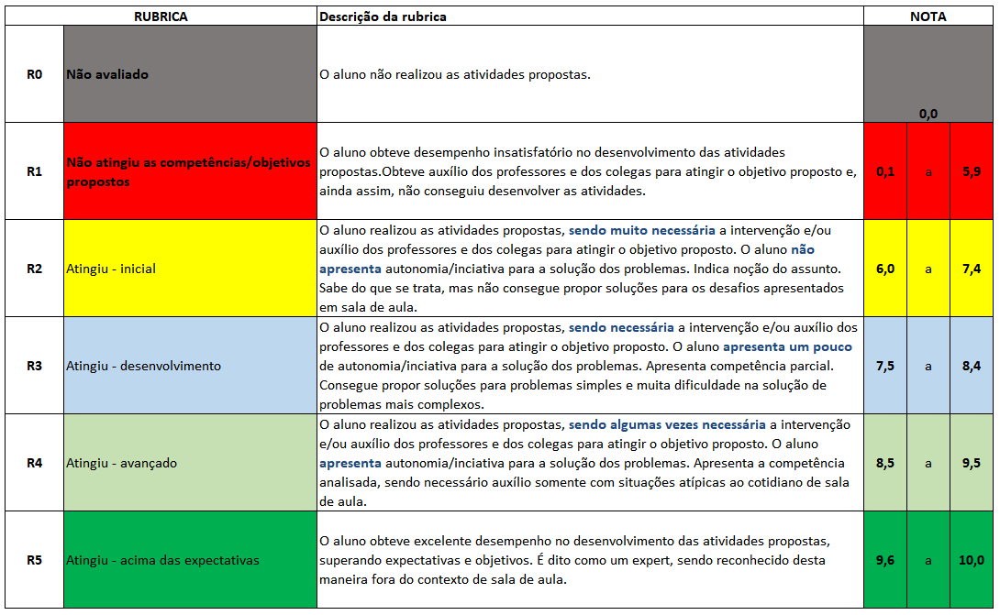 RUBRICA Descrição da rubrica NOTA
R0 Não avaliado O aluno não realizou as atividades propostas. 0,0
R1 Não atingiu as competências/objetivos propostos
O aluno obteve desempenho insatisfatório no desenvolvimento das atividades
propostas.Obteve auxílio dos professores e dos colegas para atingir o objetivo proposto e,
ainda assim, não conseguiu desenvolver as atividades.
0,1 a 5,9
R2 Atingiu - inicial
O aluno realizou as atividades propostas, sendo muito necessária a intervenção e/ou
auxílio dos professores e dos colegas para atingir o objetivo proposto. O aluno não
apresenta autonomia/inciativa para a solução dos problemas. Indica noção do assunto.
Sabe do que se trata, mas não consegue propor soluções para os desafios apresentados
em sala de aula.
6,0 a 7,4
R3 Atingiu - desenvolvimento
O aluno realizou as atividades propostas, sendo necessária a intervenção e/ou auxílio dos
professores e dos colegas para atingir o objetivo proposto. O aluno apresenta um pouco
de autonomia/inciativa para a solução dos problemas. Apresenta competência parcial.
Consegue propor soluções para problemas simples e muita dificuldade na solução de
problemas mais complexos.
7,5 a 8,4
R4 Atingiu - avançado
O aluno realizou as atividades propostas, sendo algumas vezes necessária a intervenção
e/ou auxílio dos professores e dos colegas para atingir o objetivo proposto. O aluno
apresenta autonomia/inciativa para a solução dos problemas. Apresenta a competência
analisada, sendo necessário auxílio somente com situações atípicas ao cotidiano de sala
de aula.
8,5 a 9,5
R5 Atingiu - acima das expectativas
O aluno obteve excelente desempenho no desenvolvimento das atividades propostas,
superando expectativas e objetivos. É dito como um expert, sendo reconhecido desta
maneira fora do contexto de sala de aula.
9,6 a 10,0